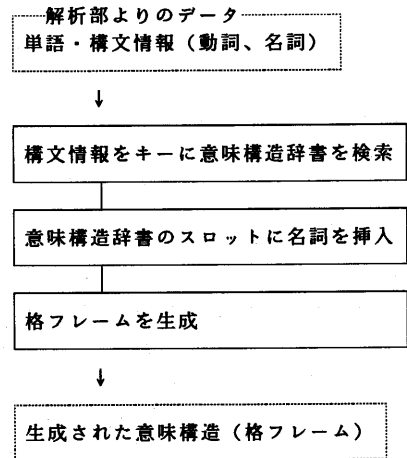 解析部よりのデータ
単語・構文情報（動詞、名詞）
↓
構文情報をキーに意味構造辞書を検索
意味構造辞書のスロットに名詞を挿入
格フレームを生成
↓
生成された意味構造（格フレーム）